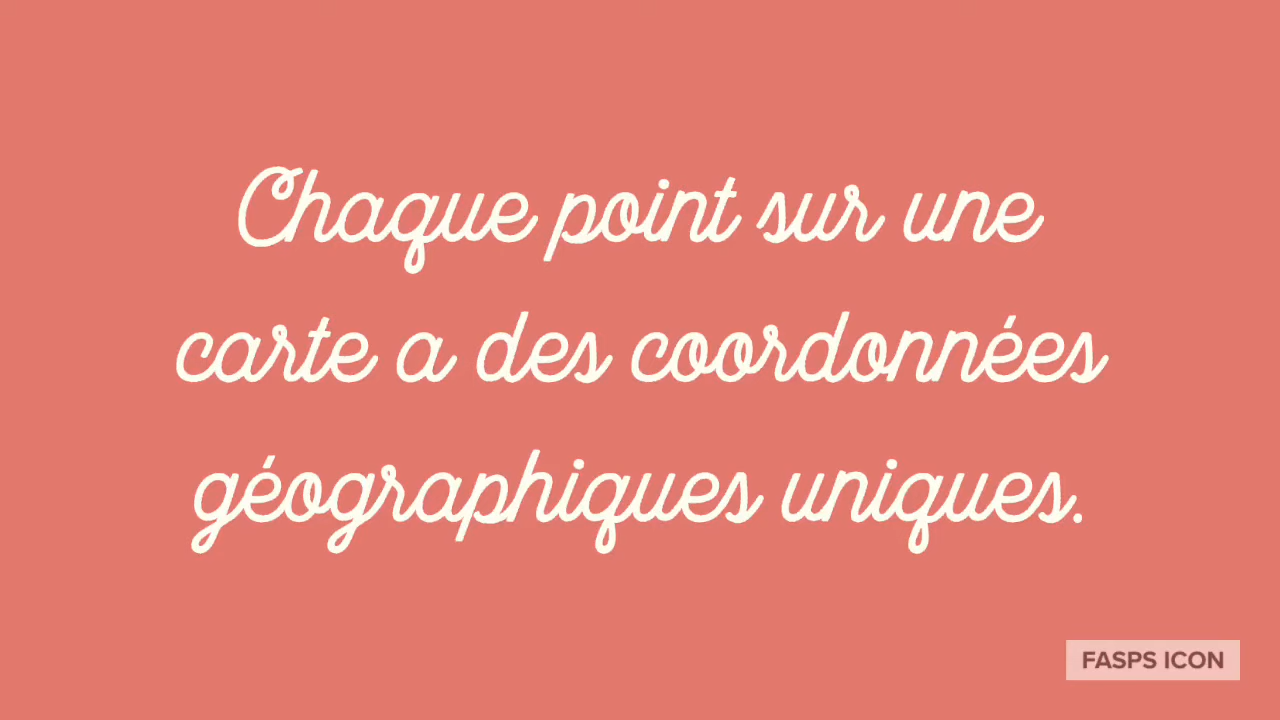 Chaque point sur une
carte a des coordonnées
géographiques uniques.
FASPS ICON